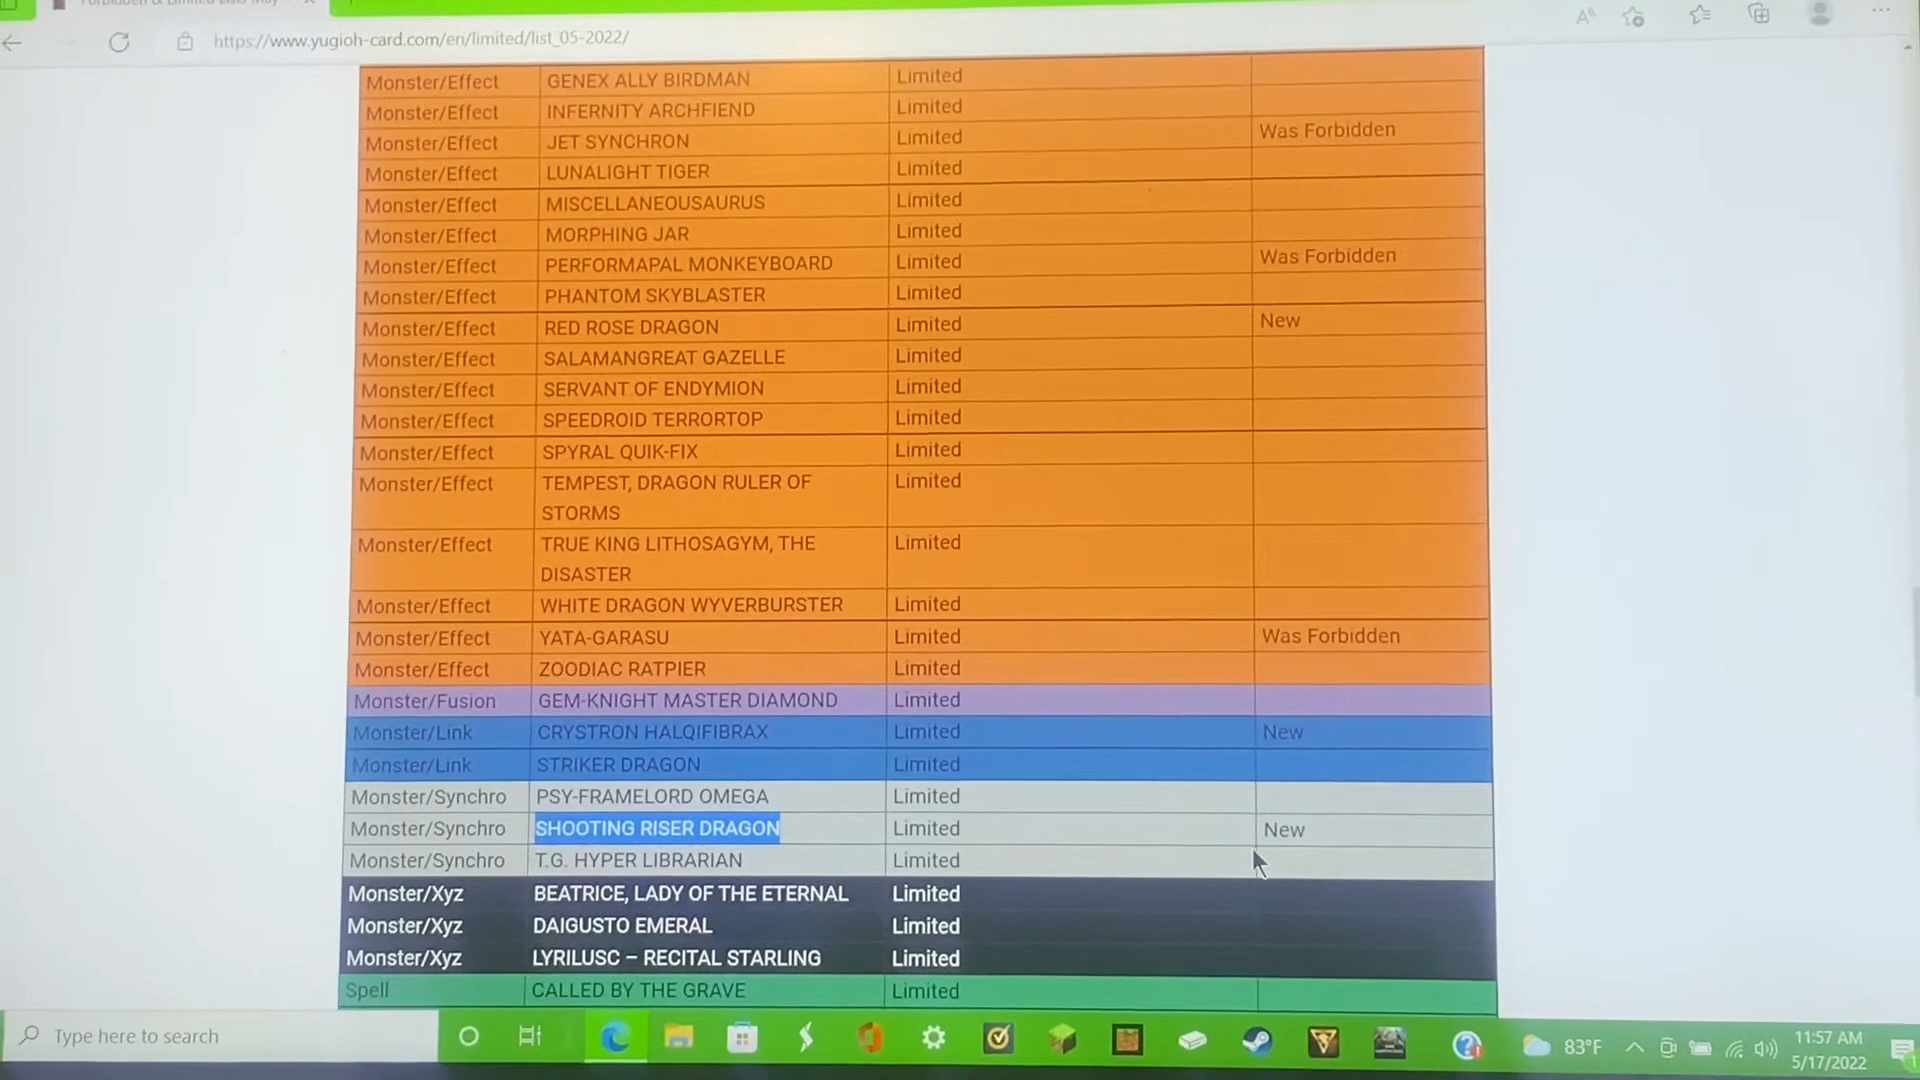 https://www.yugioh-card.com/en/limited/list_05-2022/
Monster/Effect GENEX ALLY BIRDMAN Limited
Monster/Effect INFERNITY ARCHFIEND Limited
Monster/Effect JET SYNCHRON Limited Was Forbidden
Monster/Effect LUNALIGHT TIGER Limited
Monster/Effect MISCELLANEOUSAURUS Limited
Monster/Effect MORPHING JAR Limited
Monster/Effect PERFORMAPAL MONKEYBOARD Limited Was Forbidden
Monster/Effect PHANTOM SKYBLASTER Limited
Monster/Effect RED ROSE DRAGON Limited New
Monster/Effect SALAMANGREAT GAZELLE Limited
Monster/Effect SERVANT OF ENDYMION Limited
Monster/Effect SPEEDROID TERRORTOP Limited
Monster/Effect SPYRAL QUIK-FIX Limited
Monster/Effect TEMPEST, DRAGON RULER OF Limited
STORMS
Monster/Effect TRUE KING LITHOSAGYM, THE Limited
DISASTER
Monster/Effect WHITE DRAGON WYVERBURSTER Limited
Monster/Effect YATA-GARASU Limited Was Forbidden
Monster/Effect ZOODIAC RATPIER Limited
Monster/Fusion GEM-KNIGHT MASTER DIAMOND Limited
Monster/Link CRYSTRON HALQIFIBRAX Limited New
Monster/Link STRIKER DRAGON Limited
Monster/Synchro PSY-FRAMELORD OMEGA Limited
Monster/Synchro SHOOTING RISER DRAGON Limited New
Monster/Synchro T.G. HYPER LIBRARIAN Limited
Monster/Xyz BEATRICE, LADY OF THE ETERNAL Limited
Monster/Xyz DAIGUSTO EMERAL Limited
Monster/Xyz LYRILUSC – RECITAL STARLING Limited
Spell CALLED BY THE GRAVE Limited
Type here to search 83°F 11:57 AM
5/17/2022